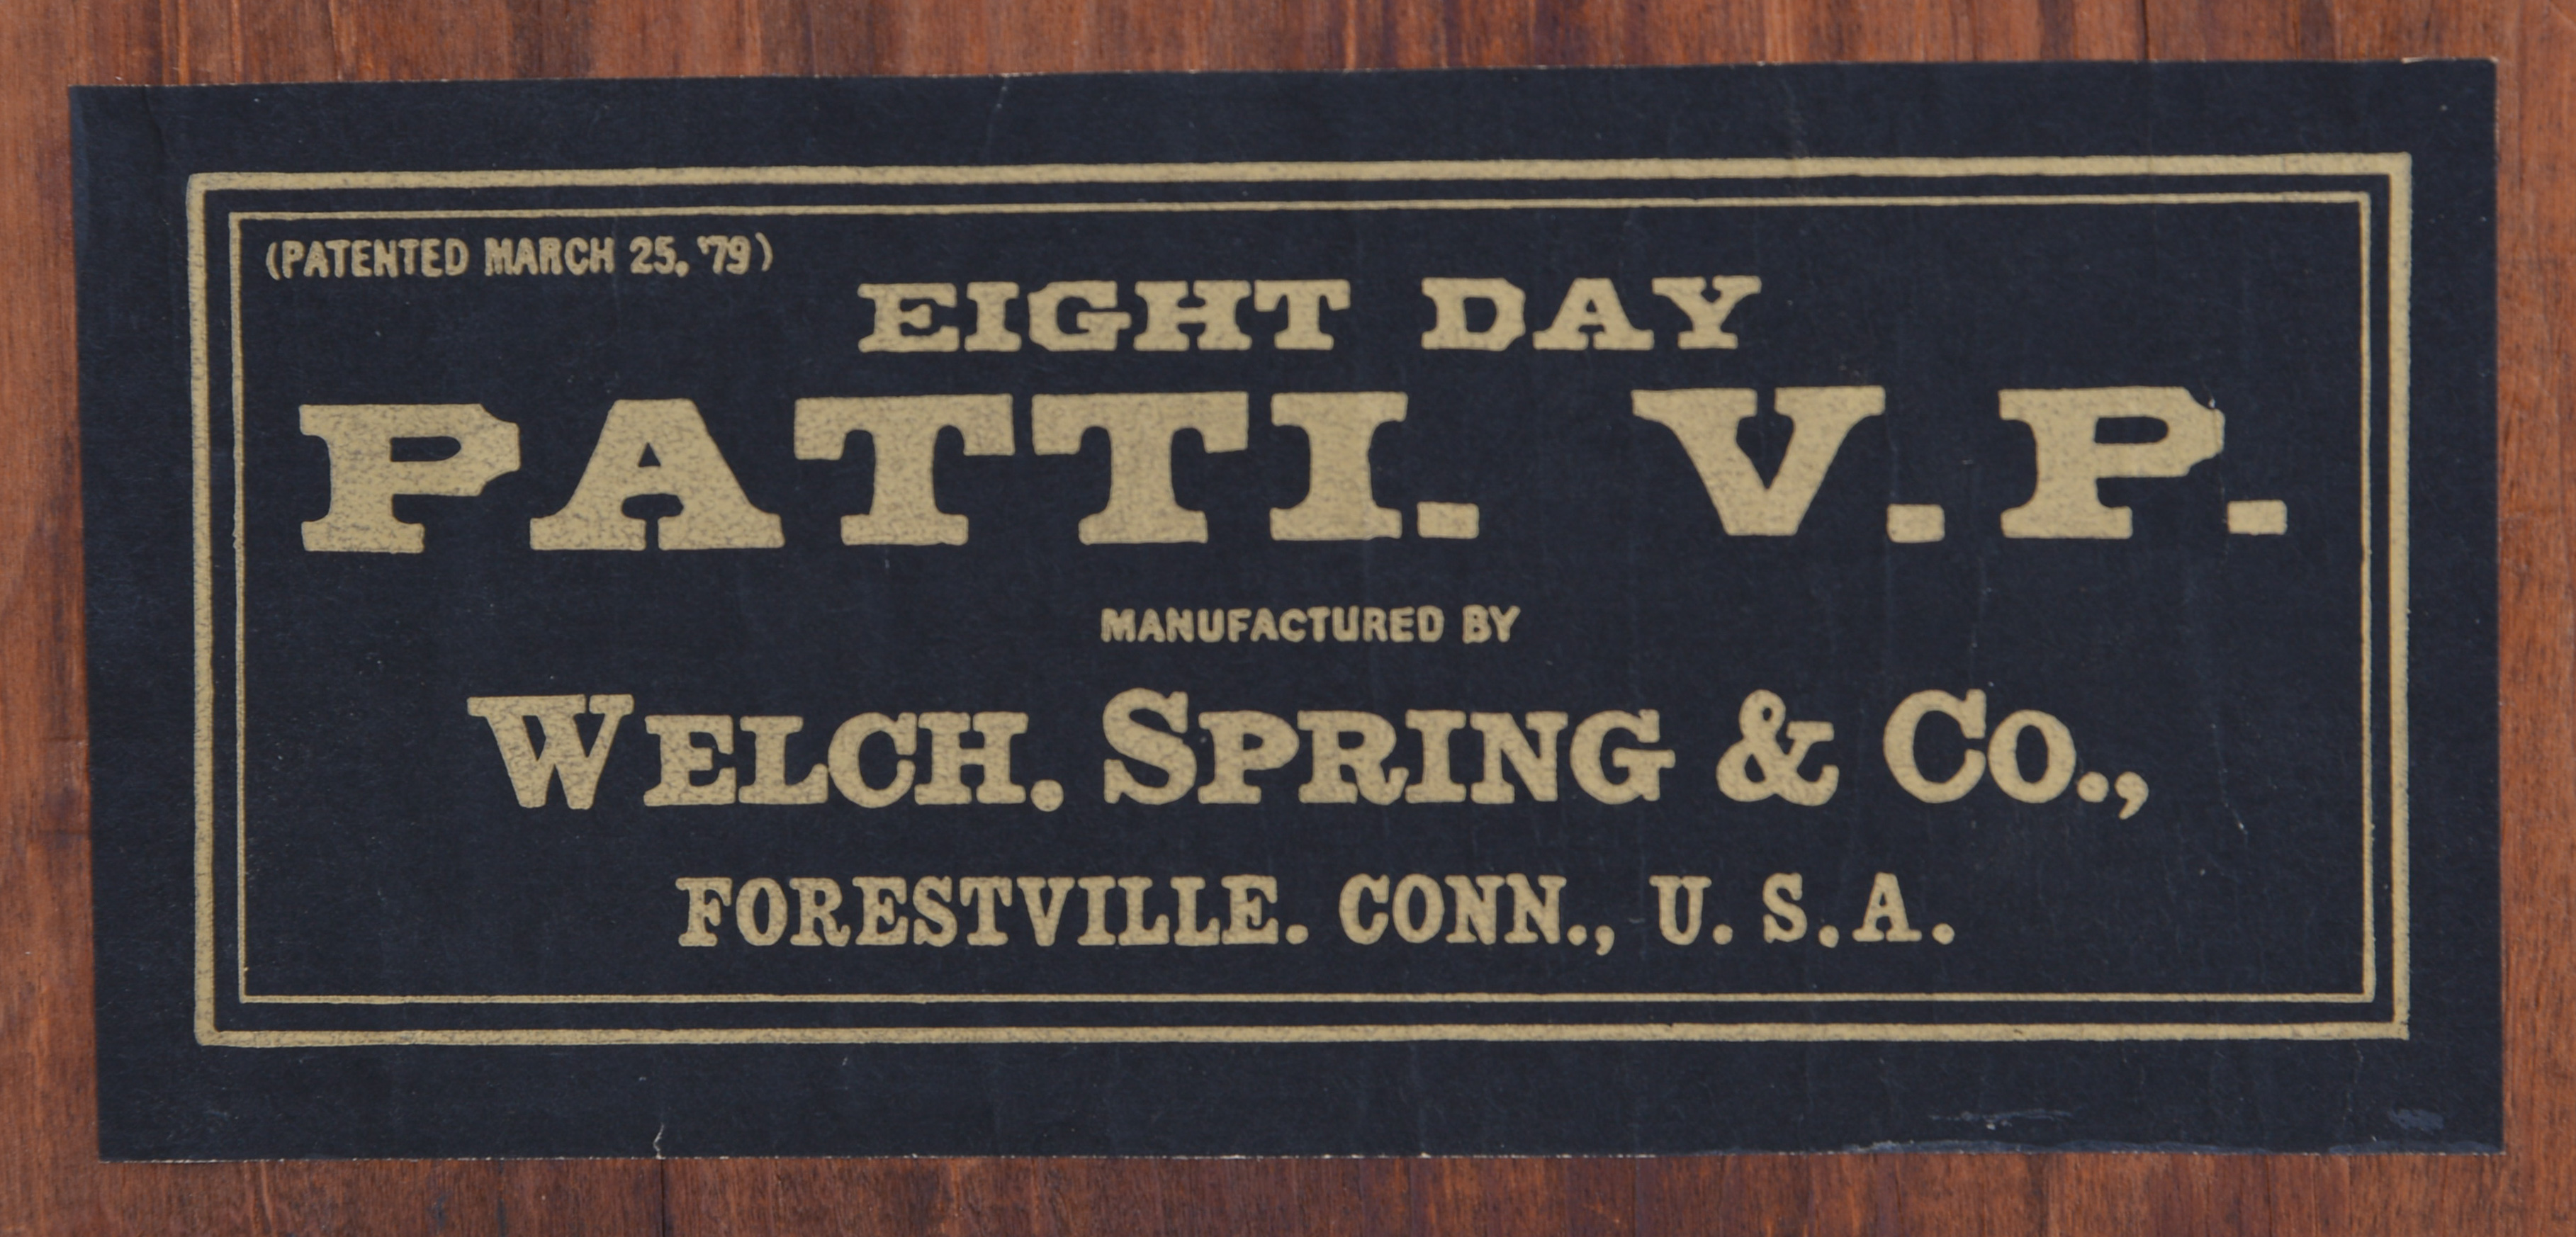 (PATENTED MARCH 25, '79)
EIGHT DAY
PATTI. V.P.
MANUFACTURED BY
WELCH. SPRING & CO.,
FORESTVILLE. CONN., U. S. A.